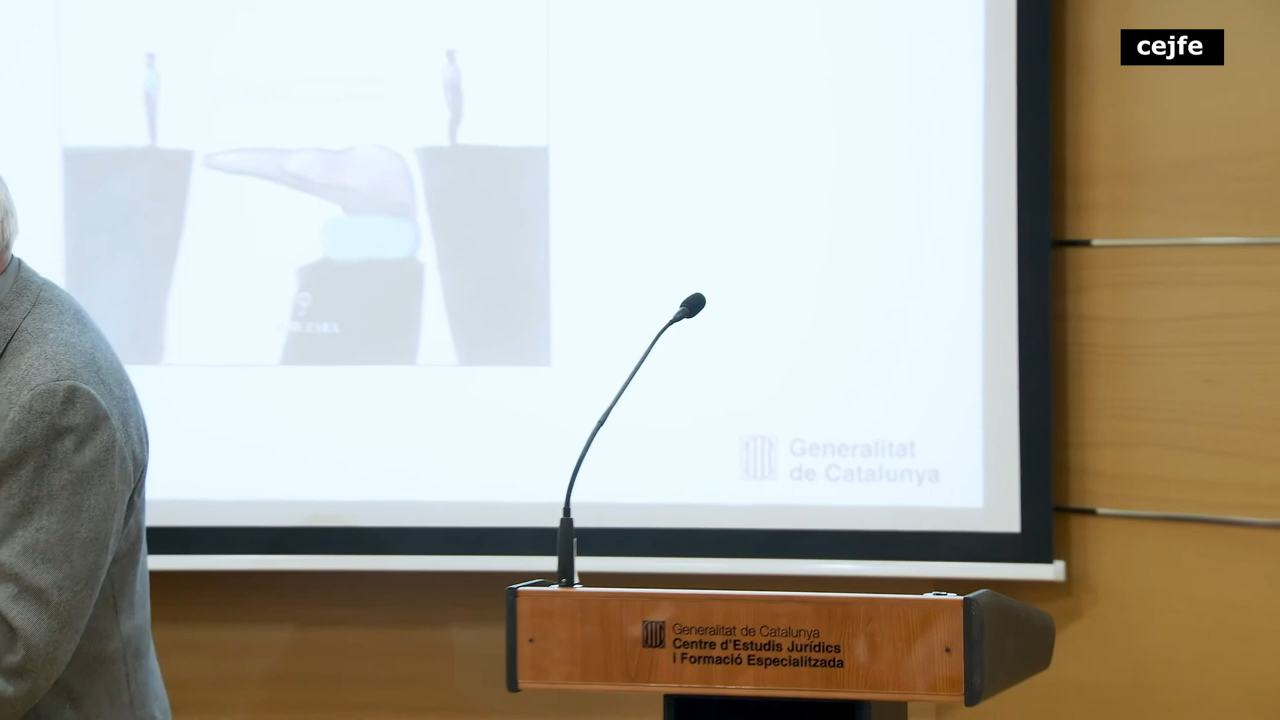 cejfe
Generalitat
de Catalunya
Generalitat de Catalunya
Centre d'Estudis Jurídics
i Formació Especialitzada